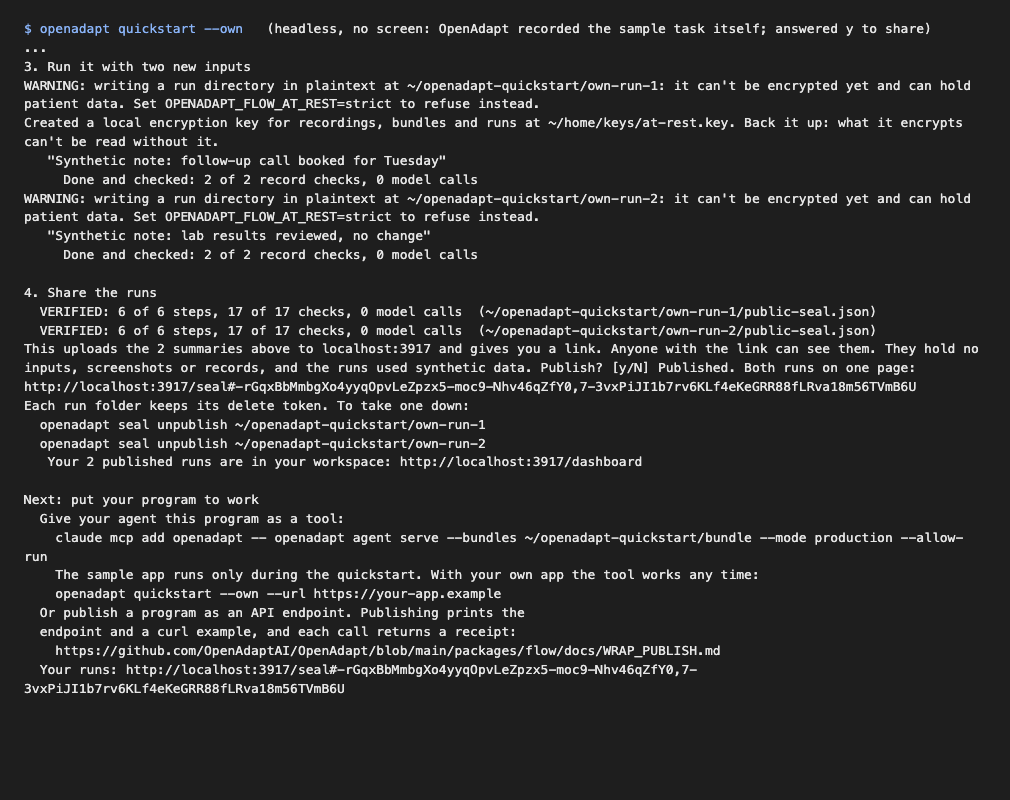 $ openadapt quickstart --own   (headless, no screen: OpenAdapt recorded the sample task itself; answered y to share)
...
3. Run it with two new inputs
WARNING: writing a run directory in plaintext at ~/openadapt-quickstart/own-run-1: it can't be encrypted yet and can hold
patient data. Set OPENADAPT_FLOW_AT_REST=strict to refuse instead.
Created a local encryption key for recordings, bundles and runs at ~/home/keys/at-rest.key. Back it up: what it encrypts
can't be read without it.
   "Synthetic note: follow-up call booked for Tuesday"
     Done and checked: 2 of 2 record checks, 0 model calls
WARNING: writing a run directory in plaintext at ~/openadapt-quickstart/own-run-2: it can't be encrypted yet and can hold
patient data. Set OPENADAPT_FLOW_AT_REST=strict to refuse instead.
   "Synthetic note: lab results reviewed, no change"
     Done and checked: 2 of 2 record checks, 0 model calls

4. Share the runs
  VERIFIED: 6 of 6 steps, 17 of 17 checks, 0 model calls  (~/openadapt-quickstart/own-run-1/public-seal.json)
  VERIFIED: 6 of 6 steps, 17 of 17 checks, 0 model calls  (~/openadapt-quickstart/own-run-2/public-seal.json)
This uploads the 2 summaries above to localhost:3917 and gives you a link. Anyone with the link can see them. They hold no
inputs, screenshots or records, and the runs used synthetic data. Publish? [y/N] Published. Both runs on one page:
http://localhost:3917/seal#-rGqxBbMmbgXo4yyqOpvLeZpzx5-moc9-Nhv46qZfY0,7-3vxPiJI1b7rv6KLf4eKeGRR88fLRva18m56TVmB6U
Each run folder keeps its delete token. To take one down:
  openadapt seal unpublish ~/openadapt-quickstart/own-run-1
  openadapt seal unpublish ~/openadapt-quickstart/own-run-2
   Your 2 published runs are in your workspace: http://localhost:3917/dashboard

Next: put your program to work
  Give your agent this program as a tool:
    claude mcp add openadapt -- openadapt agent serve --bundles ~/openadapt-quickstart/bundle --mode production --allow-
run
    The sample app runs only during the quickstart. With your own app the tool works any time:
    openadapt quickstart --own --url https://your-app.example
  Or publish a program as an API endpoint. Publishing prints the
  endpoint and a curl example, and each call returns a receipt:
    https://github.com/OpenAdaptAI/OpenAdapt/blob/main/packages/flow/docs/WRAP_PUBLISH.md
  Your runs: http://localhost:3917/seal#-rGqxBbMmbgXo4yyqOpvLeZpzx5-moc9-Nhv46qZfY0,7-
3vxPiJI1b7rv6KLf4eKeGRR88fLRva18m56TVmB6U